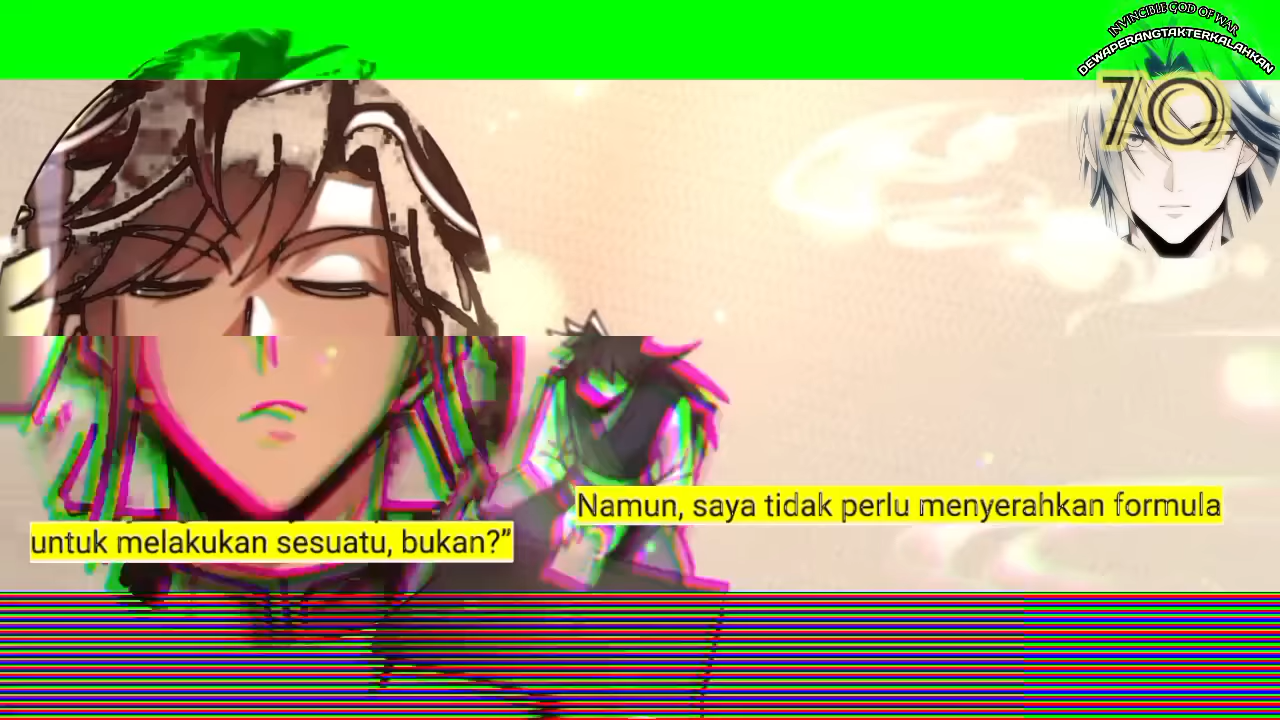 INVINCIBLE GOD OF WAR
DEWAPERANGTAKTERKALAHKAN
70
Namun, saya tidak perlu menyerahkan formula
untuk melakukan sesuatu, bukan?”